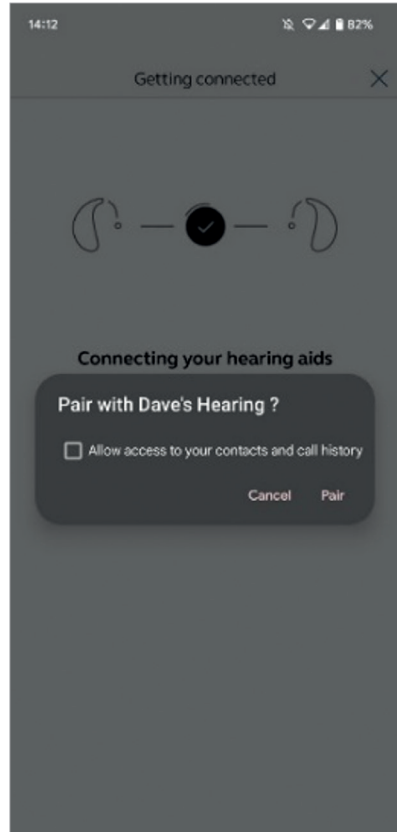 14:12
82%
Getting connected
Connecting your hearing aids
Pair with Dave's Hearing ?
Allow access to your contacts and call history
Cancel Pair